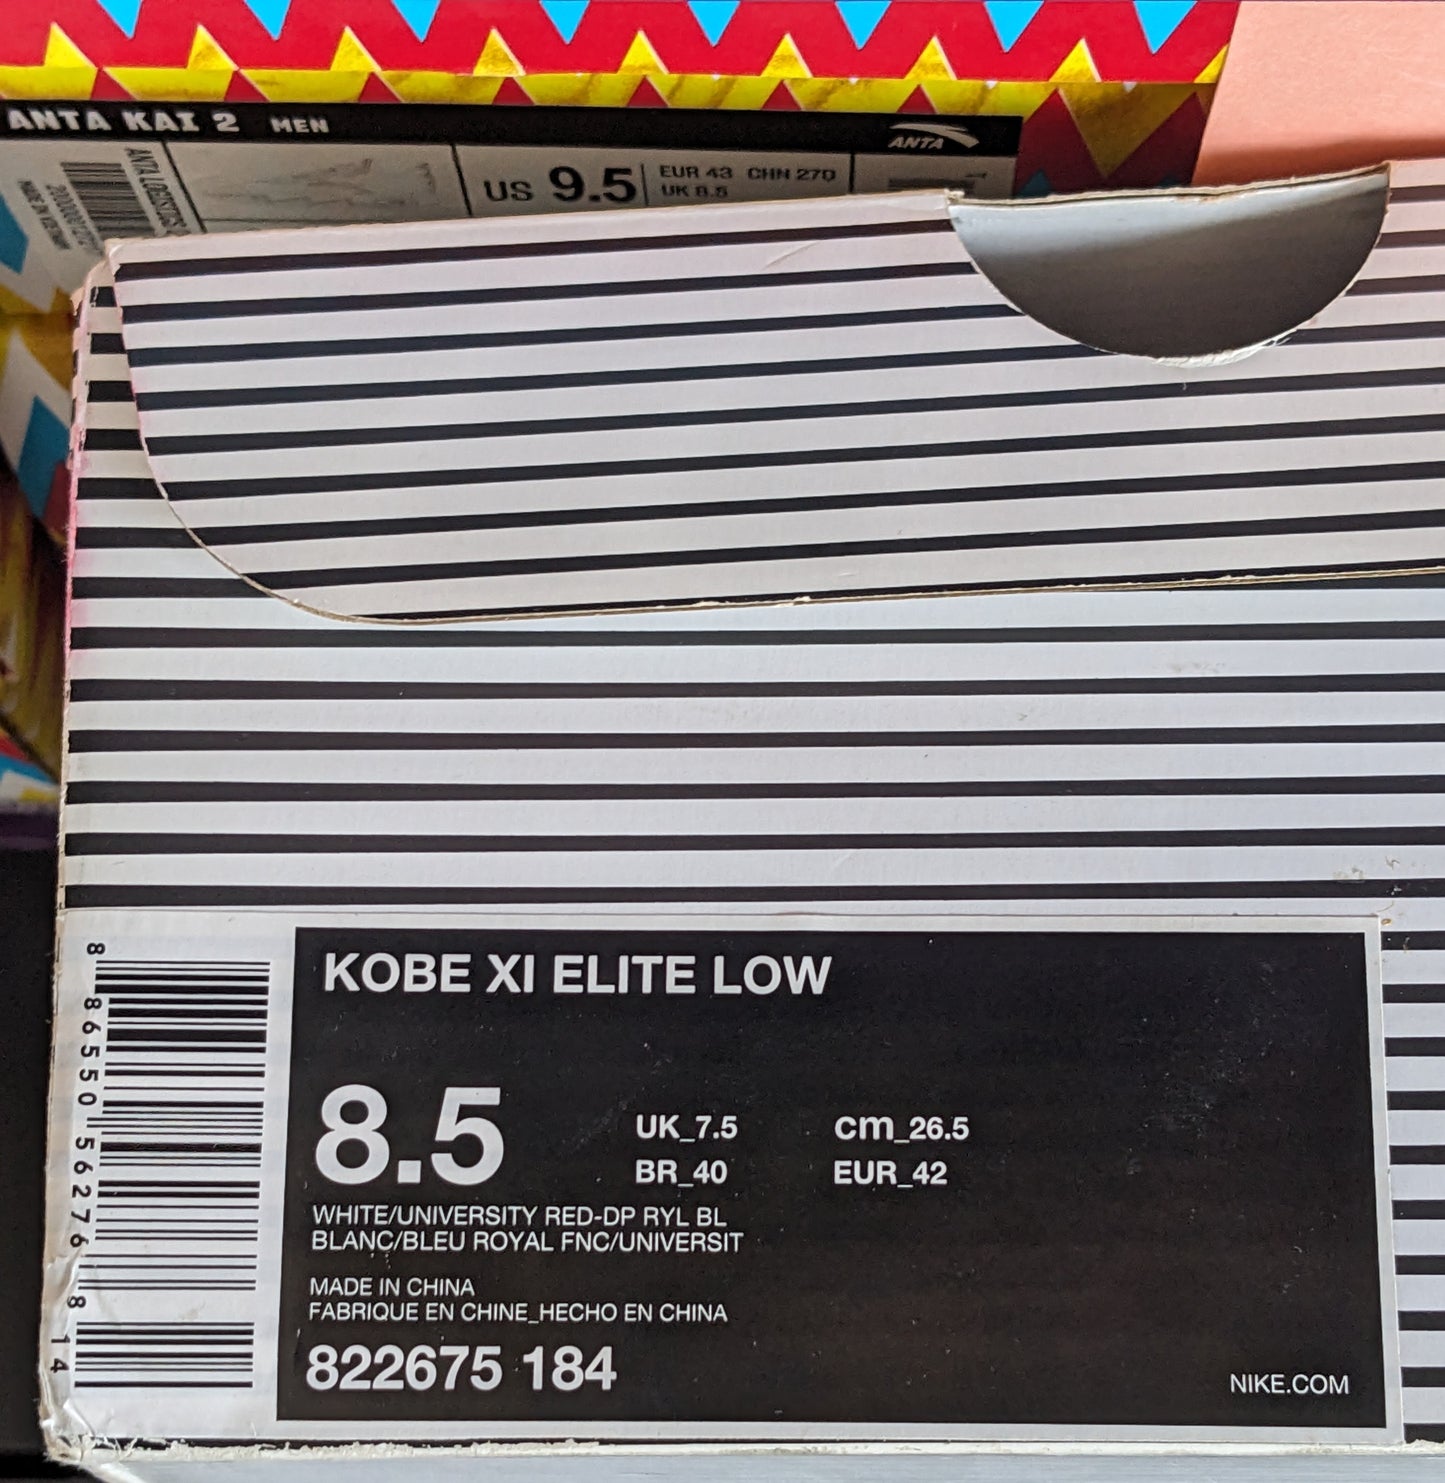 ANTA KAI 2 MEN
ANTA
US 9.5
EUR 43 CHN 270
UK 8.5
KOBE XI ELITE LOW
8.5
UK_7.5 cm_26.5
BR_40 EUR_42
WHITE/UNIVERSITY RED-DP RYL BL
BLANC/BLEU ROYAL FNC/UNIVERSIT
MADE IN CHINA
FABRIQUE EN CHINE_HECHO EN CHINA
822675 184
NIKE.COM
8 86550 56276 8 14